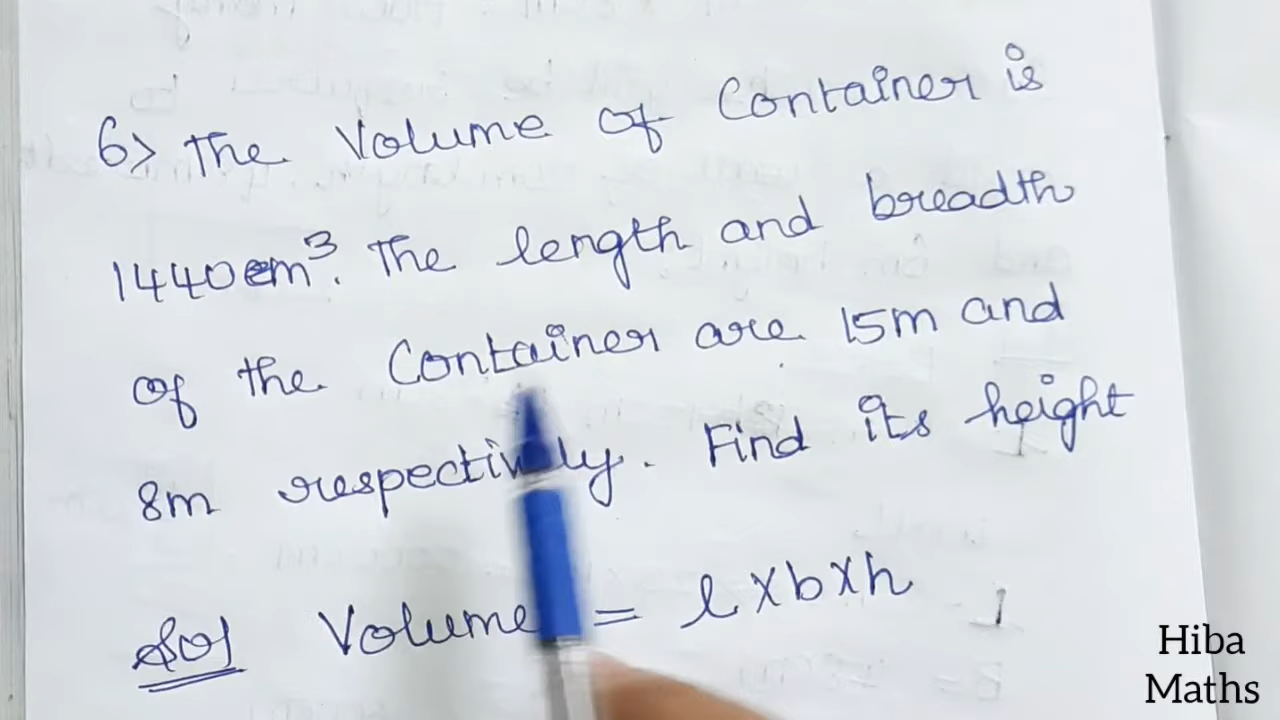 6> The Volume of Container is
1440cm³. The length and breadth
of the Container are 15m and
8m respectively. Find its height
Sol Volume = l x b x h
Hiba
Maths